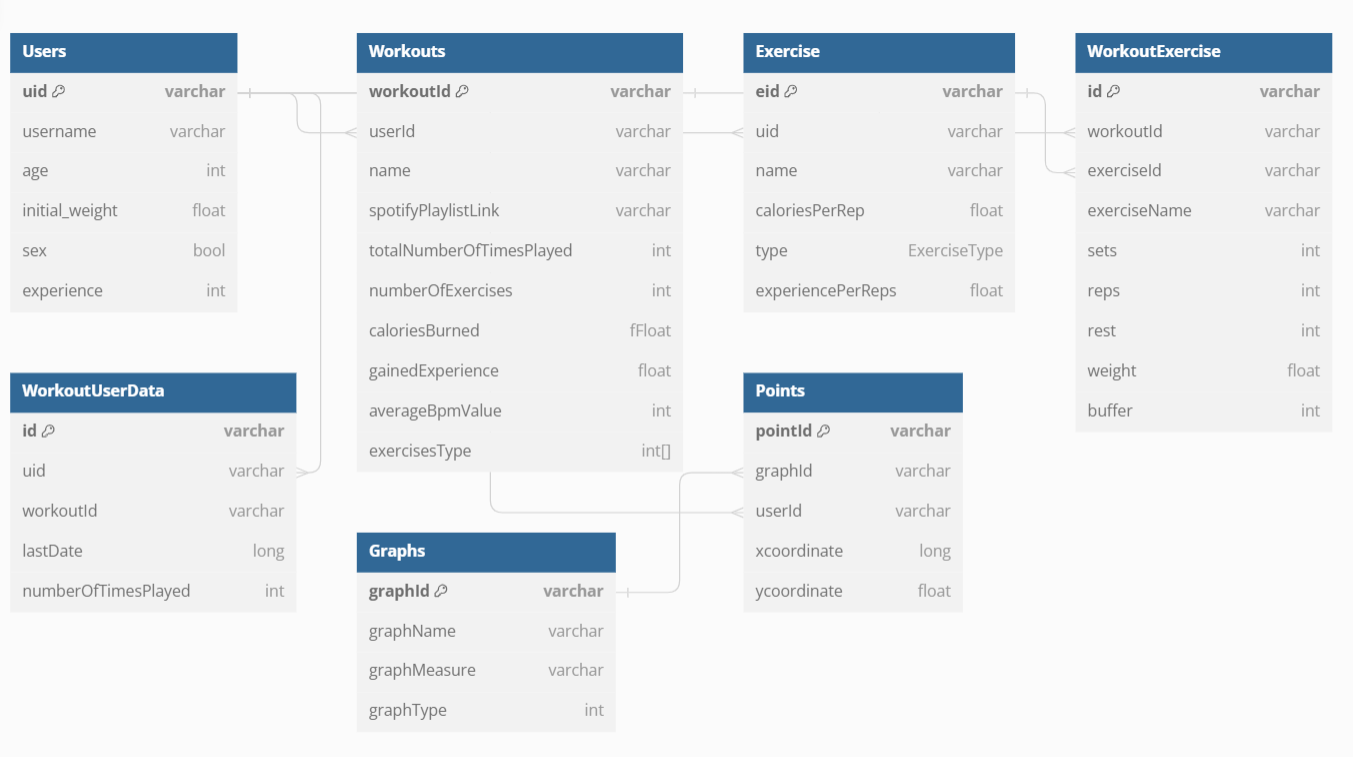 Users
uid varchar
username varchar
age int
initial_weight float
sex bool
experience int
Workouts
workoutId varchar
userId varchar
name varchar
spotifyPlaylistLink varchar
totalNumberOfTimesPlayed int
numberOfExercises int
caloriesBurned fFloat
gainedExperience float
averageBpmValue int
exercisesType int[]
Exercise
eid varchar
uid varchar
name varchar
caloriesPerRep float
type ExerciseType
experiencePerReps float
WorkoutExercise
id varchar
workoutId varchar
exerciseId varchar
exerciseName varchar
sets int
reps int
rest int
weight float
buffer int
WorkoutUserData
id varchar
uid varchar
workoutId varchar
lastDate long
numberOfTimesPlayed int
Graphs
graphId varchar
graphName varchar
graphMeasure varchar
graphType int
Points
pointId varchar
graphId varchar
userId varchar
xcoordinate long
ycoordinate float